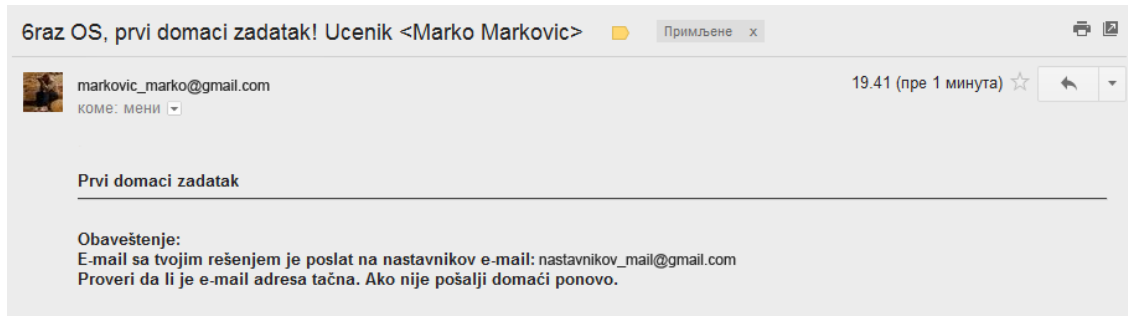 6raz OS, prvi domaci zadatak! Ucenik <Marko Markovic>
Примљене x
markovic_marko@gmail.com
19.41 (пре 1 минута)
коме: мени
Prvi domaci zadatak
Obaveštenje:
E-mail sa tvojim rešenjem je poslat na nastavnikov e-mail: nastavnikov_mail@gmail.com
Proveri da li je e-mail adresa tačna. Ako nije pošalji domaći ponovo.